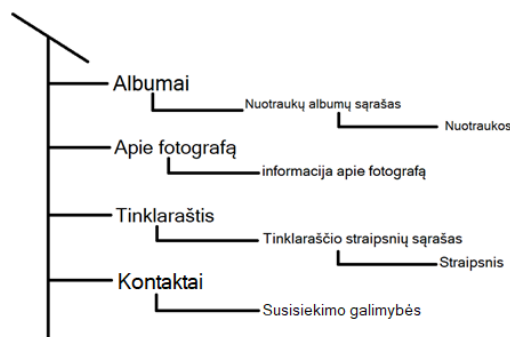 Albumai
Nuotraukų albumų sąrašas
Nuotraukos
Apie fotografą
informacija apie fotografą
Tinklaraštis
Tinklaraščio straipsnių sąrašas
Straipsnis
Kontaktai
Susisiekimo galimybės